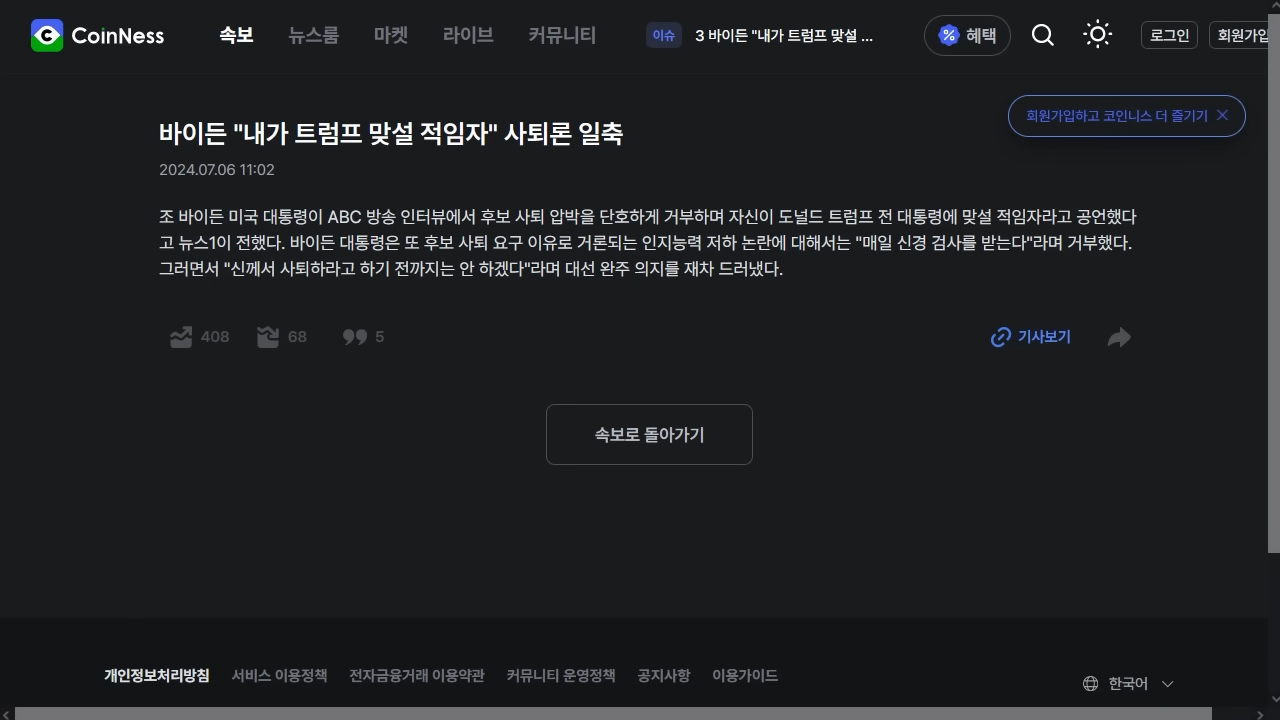 CoinNess 속보 뉴스룸 마켓 라이브 커뮤니티 이슈 3 바이든 "내가 트럼프 맞설 ... 혜택 로그인 회원가입
회원가입하고 코인니스 더 즐기기
바이든 "내가 트럼프 맞설 적임자" 사퇴론 일축
2024.07.06 11:02
조 바이든 미국 대통령이 ABC 방송 인터뷰에서 후보 사퇴 압박을 단호하게 거부하며 자신이 도널드 트럼프 전 대통령에 맞설 적임자라고 공언했다
고 뉴스1이 전했다. 바이든 대통령은 또 후보 사퇴 요구 이유로 거론되는 인지능력 저하 논란에 대해서는 "매일 신경 검사를 받는다"라며 거부했다.
그러면서 "신께서 사퇴하라고 하기 전까지는 안 하겠다"라며 대선 완주 의지를 재차 드러냈다.
408 68 5 기사보기
속보로 돌아가기
개인정보처리방침 서비스 이용정책 전자금융거래 이용약관 커뮤니티 운영정책 공지사항 이용가이드
한국어